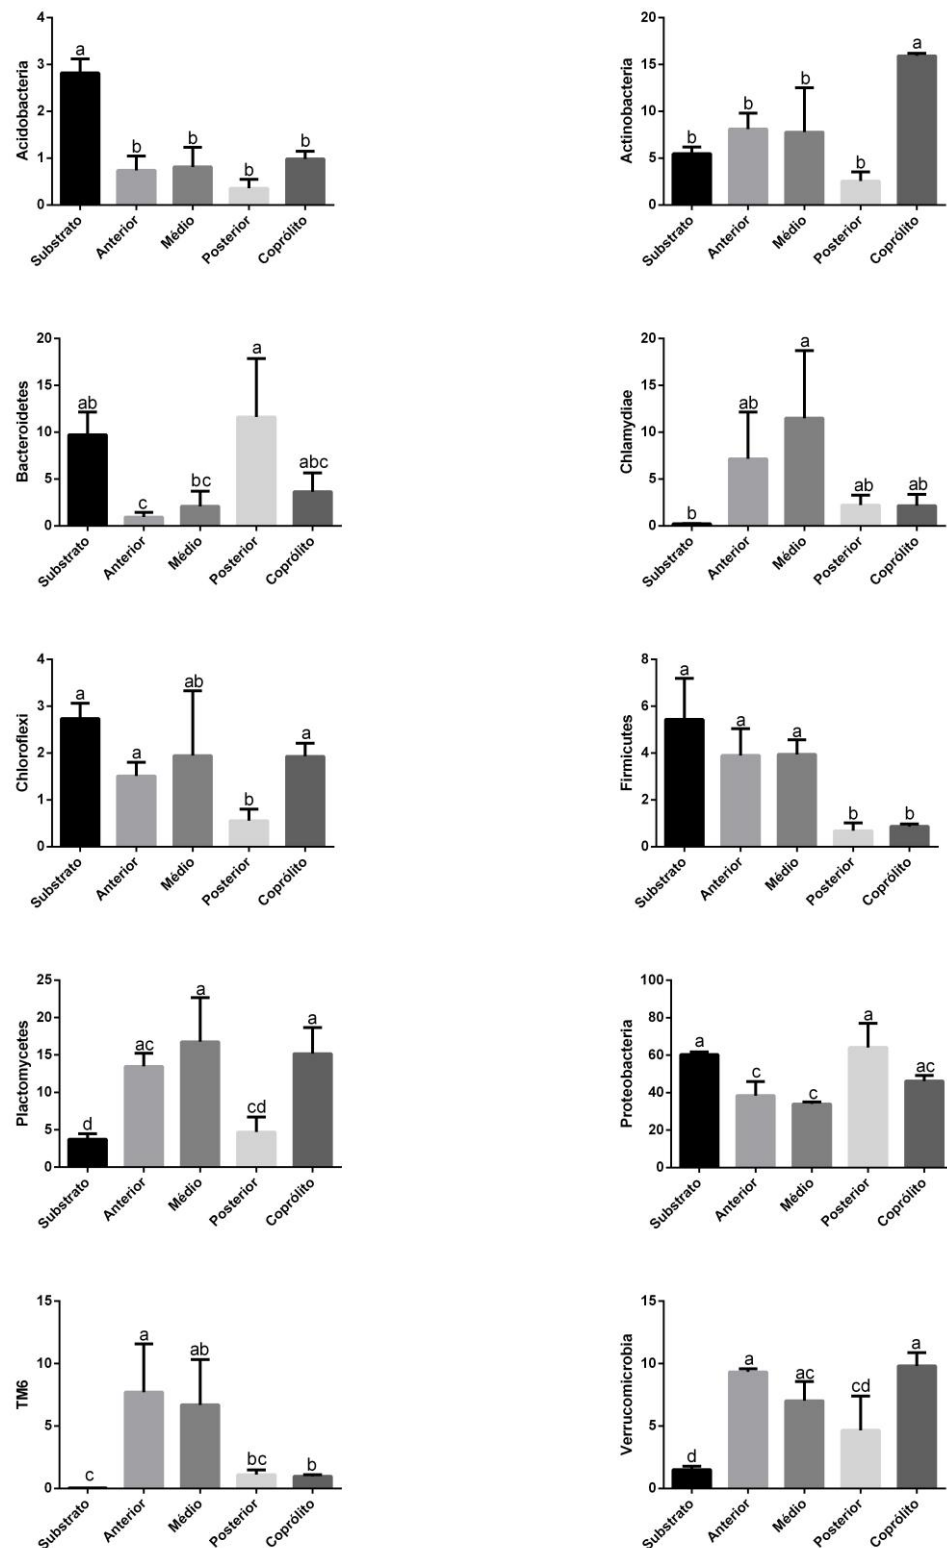 Acidobacteria
4
3
2
1
0
a
b
b
b
b
Substrato
Anterior
Médio
Posterior
Coprólito
Actinobacteria
20
15
10
5
0
b
b
b
b
a
Substrato
Anterior
Médio
Posterior
Coprólito
Bacteroidetes
20
15
10
5
0
ab
c
bc
a
abc
Substrato
Anterior
Médio
Posterior
Coprólito
Chlamydiae
20
15
10
5
0
b
ab
a
ab
ab
Substrato
Anterior
Médio
Posterior
Coprólito
Chloroflexi
4
3
2
1
0
a
a
ab
b
a
Substrato
Anterior
Médio
Posterior
Coprólito
Firmicutes
8
6
4
2
0
a
a
a
b
b
Substrato
Anterior
Médio
Posterior
Coprólito
Plactomycetes
25
20
15
10
5
0
d
ac
a
cd
a
Substrato
Anterior
Médio
Posterior
Coprólito
Proteobacteria
100
80
60
40
20
0
a
c
c
a
ac
Substrato
Anterior
Médio
Posterior
Coprólito
TM6
15
10
5
0
c
a
ab
bc
b
Substrato
Anterior
Médio
Posterior
Coprólito
Verrucomicrobia
15
10
5
0
d
a
ac
cd
a
Substrato
Anterior
Médio
Posterior
Coprólito